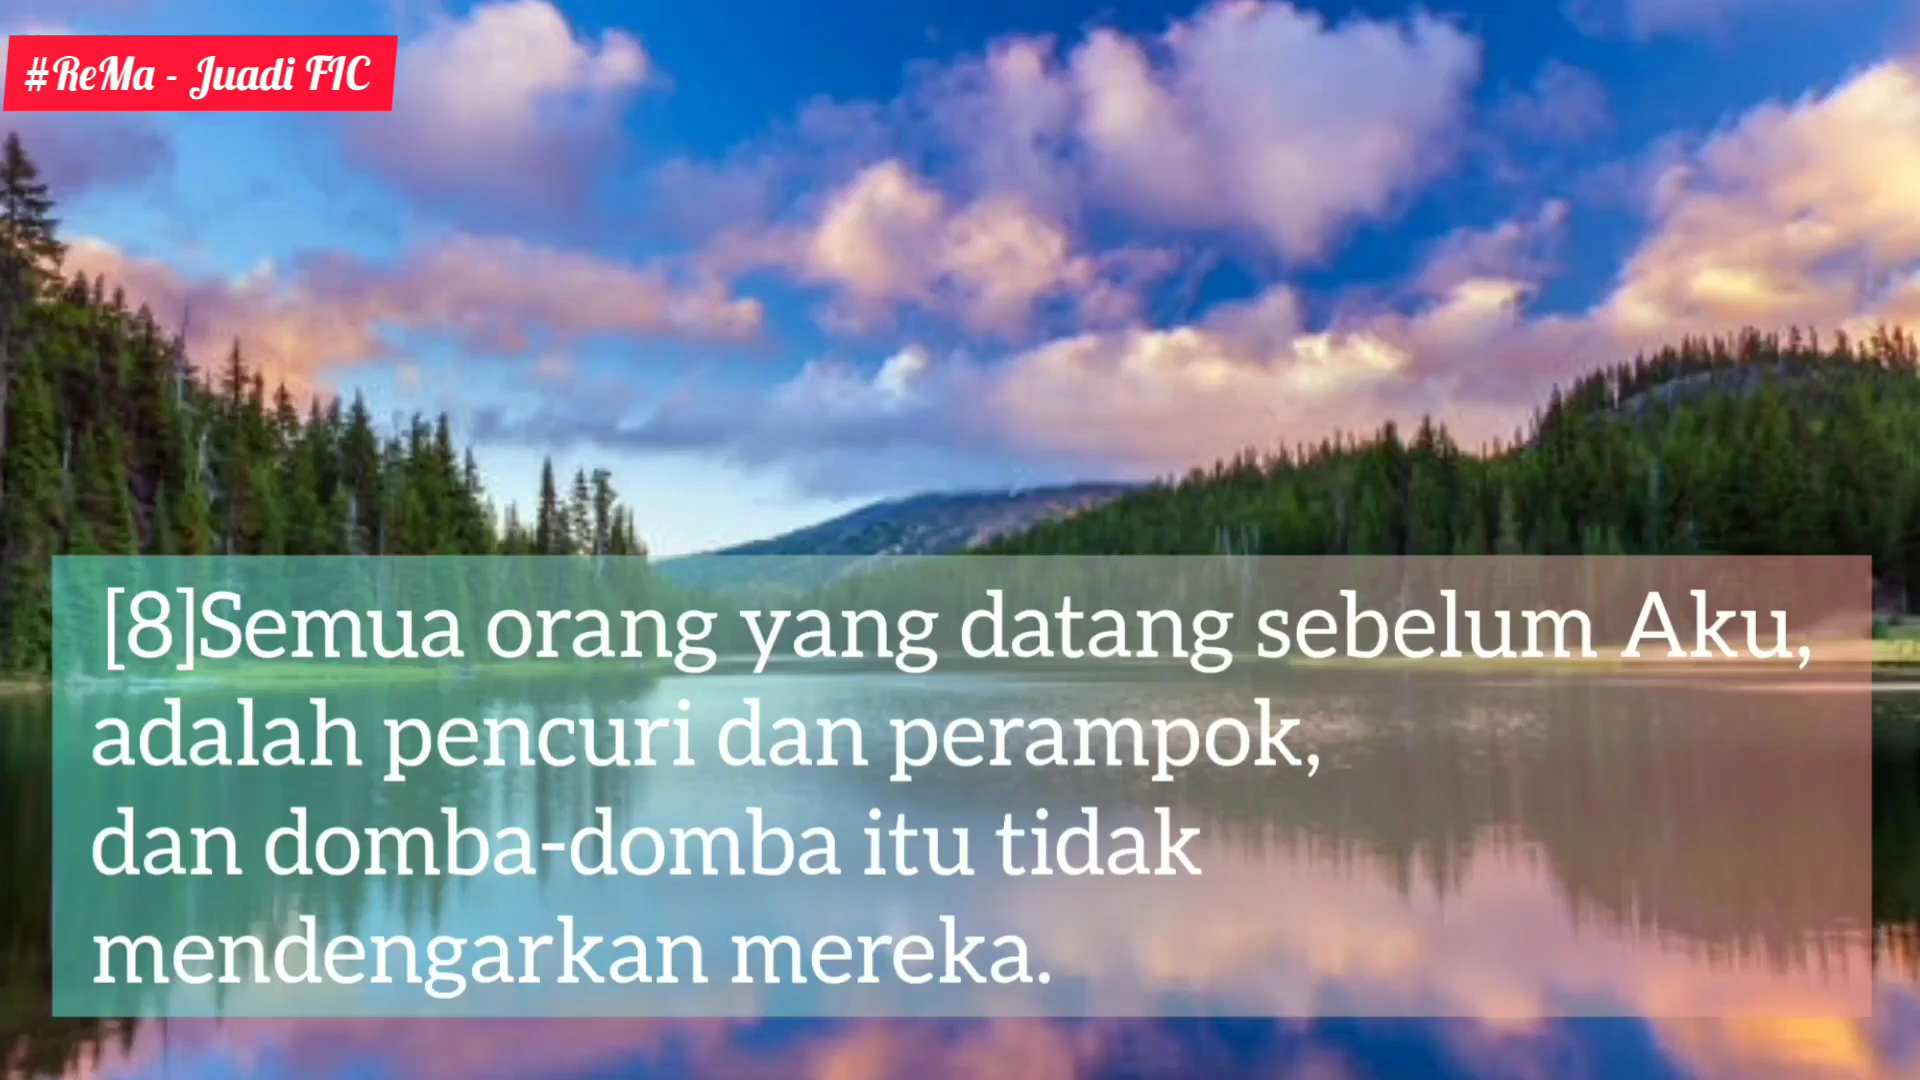 #ReMa - Juadi FIC
[8]Semua orang yang datang sebelum Aku,
adalah pencuri dan perampok,
dan domba-domba itu tidak
mendengarkan mereka.